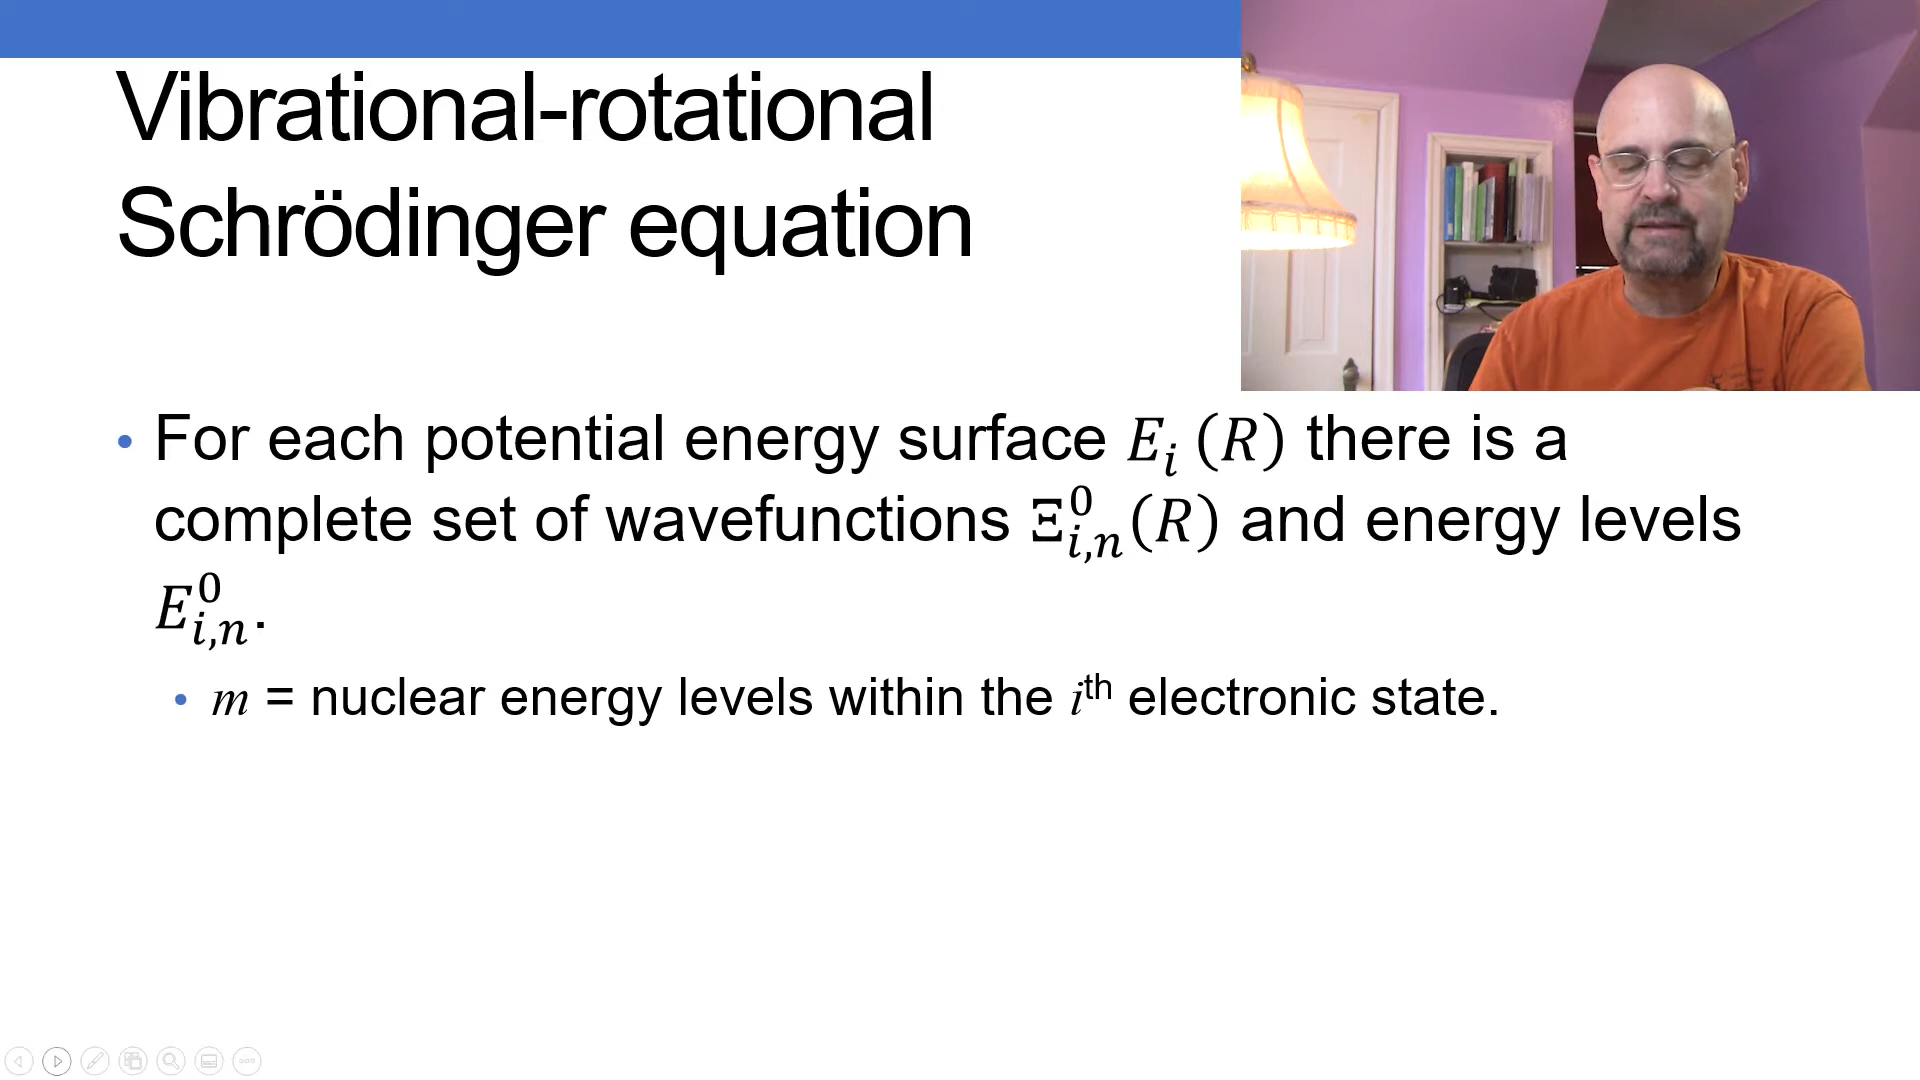 Vibrational-rotational
Schrödinger equation
• For each potential energy surface E_i (R) there is a
complete set of wavefunctions Ξ^0_{i,n}(R) and energy levels
E^0_{i,n}.
• m = nuclear energy levels within the i^th electronic state.